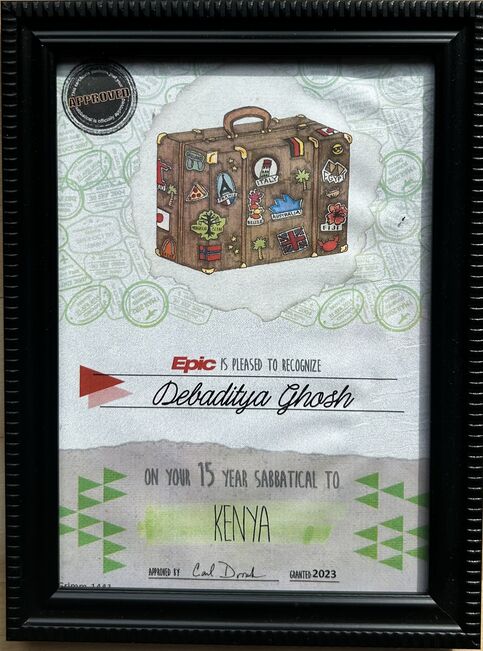 APPROVED
ITALY
EGYPT
FRANCE
AUSTRALIA
FIJI
Epic IS PLEASED TO RECOGNIZE
Debaditya Ghosh
ON YOUR 15 YEAR SABBATICAL TO
KENYA
APPROVED BY Carl Dvorak GRANTED 2023
Grimm 1441